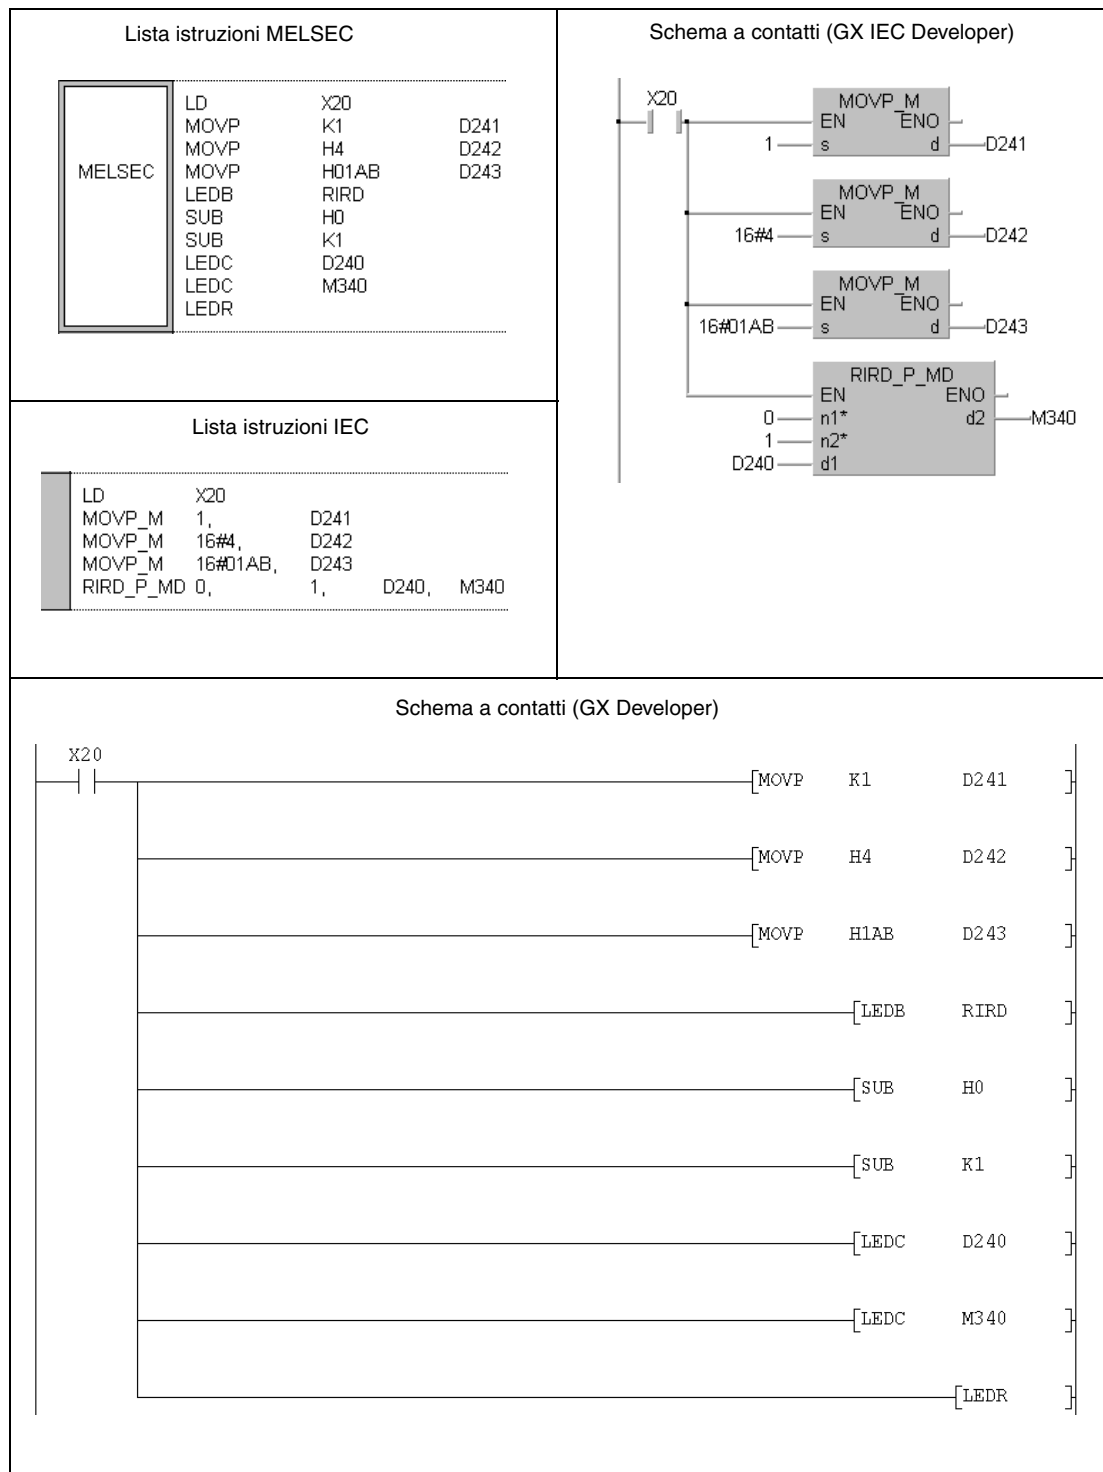 Lista istruzioni MELSEC
MELSEC
LD X20
MOVP K1 D241
MOVP H4 D242
MOVP H01AB D243
LEDB RIRD
SUB H0
SUB K1
LEDC D240
LEDC M340
LEDR
Schema a contatti (GX IEC Developer)
X20
MOVP_M
EN ENO
1 s d D241
MOVP_M
EN ENO
16#4 s d D242
MOVP_M
EN ENO
16#01AB s d D243
RIRD_P_MD
EN ENO
0 n1* d2 M340
1 n2*
D240 d1
Lista istruzioni IEC
LD X20
MOVP_M 1, D241
MOVP_M 16#4, D242
MOVP_M 16#01AB, D243
RIRD_P_MD 0, 1, D240, M340
Schema a contatti (GX Developer)
X20
[MOVP K1 D241 ]
[MOVP H4 D242 ]
[MOVP H1AB D243 ]
[LEDB RIRD ]
[SUB H0 ]
[SUB K1 ]
[LEDC D240 ]
[LEDC M340 ]
[LEDR ]